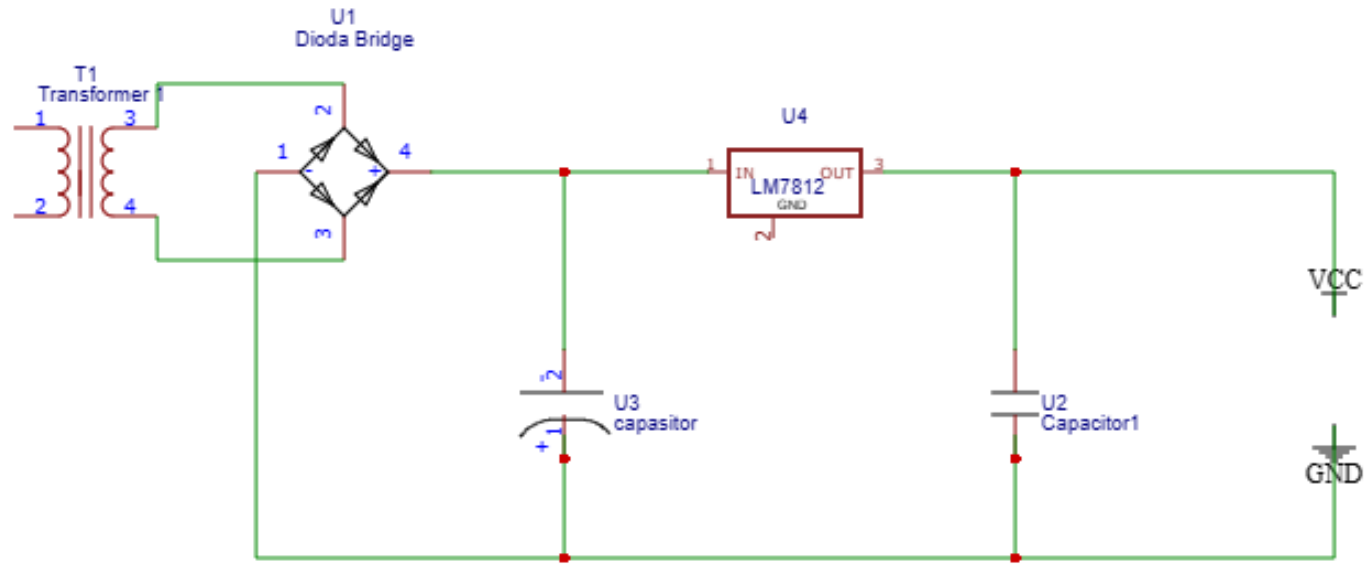 U1
Dioda Bridge
T1
Transformer 1
1
3
2
4
2
1
4
-
+
3
U4
1
IN
OUT
3
LM7812
GND
2
VCC
- 2
U3
capasitor
+ 1
U2
Capacitor1
GND